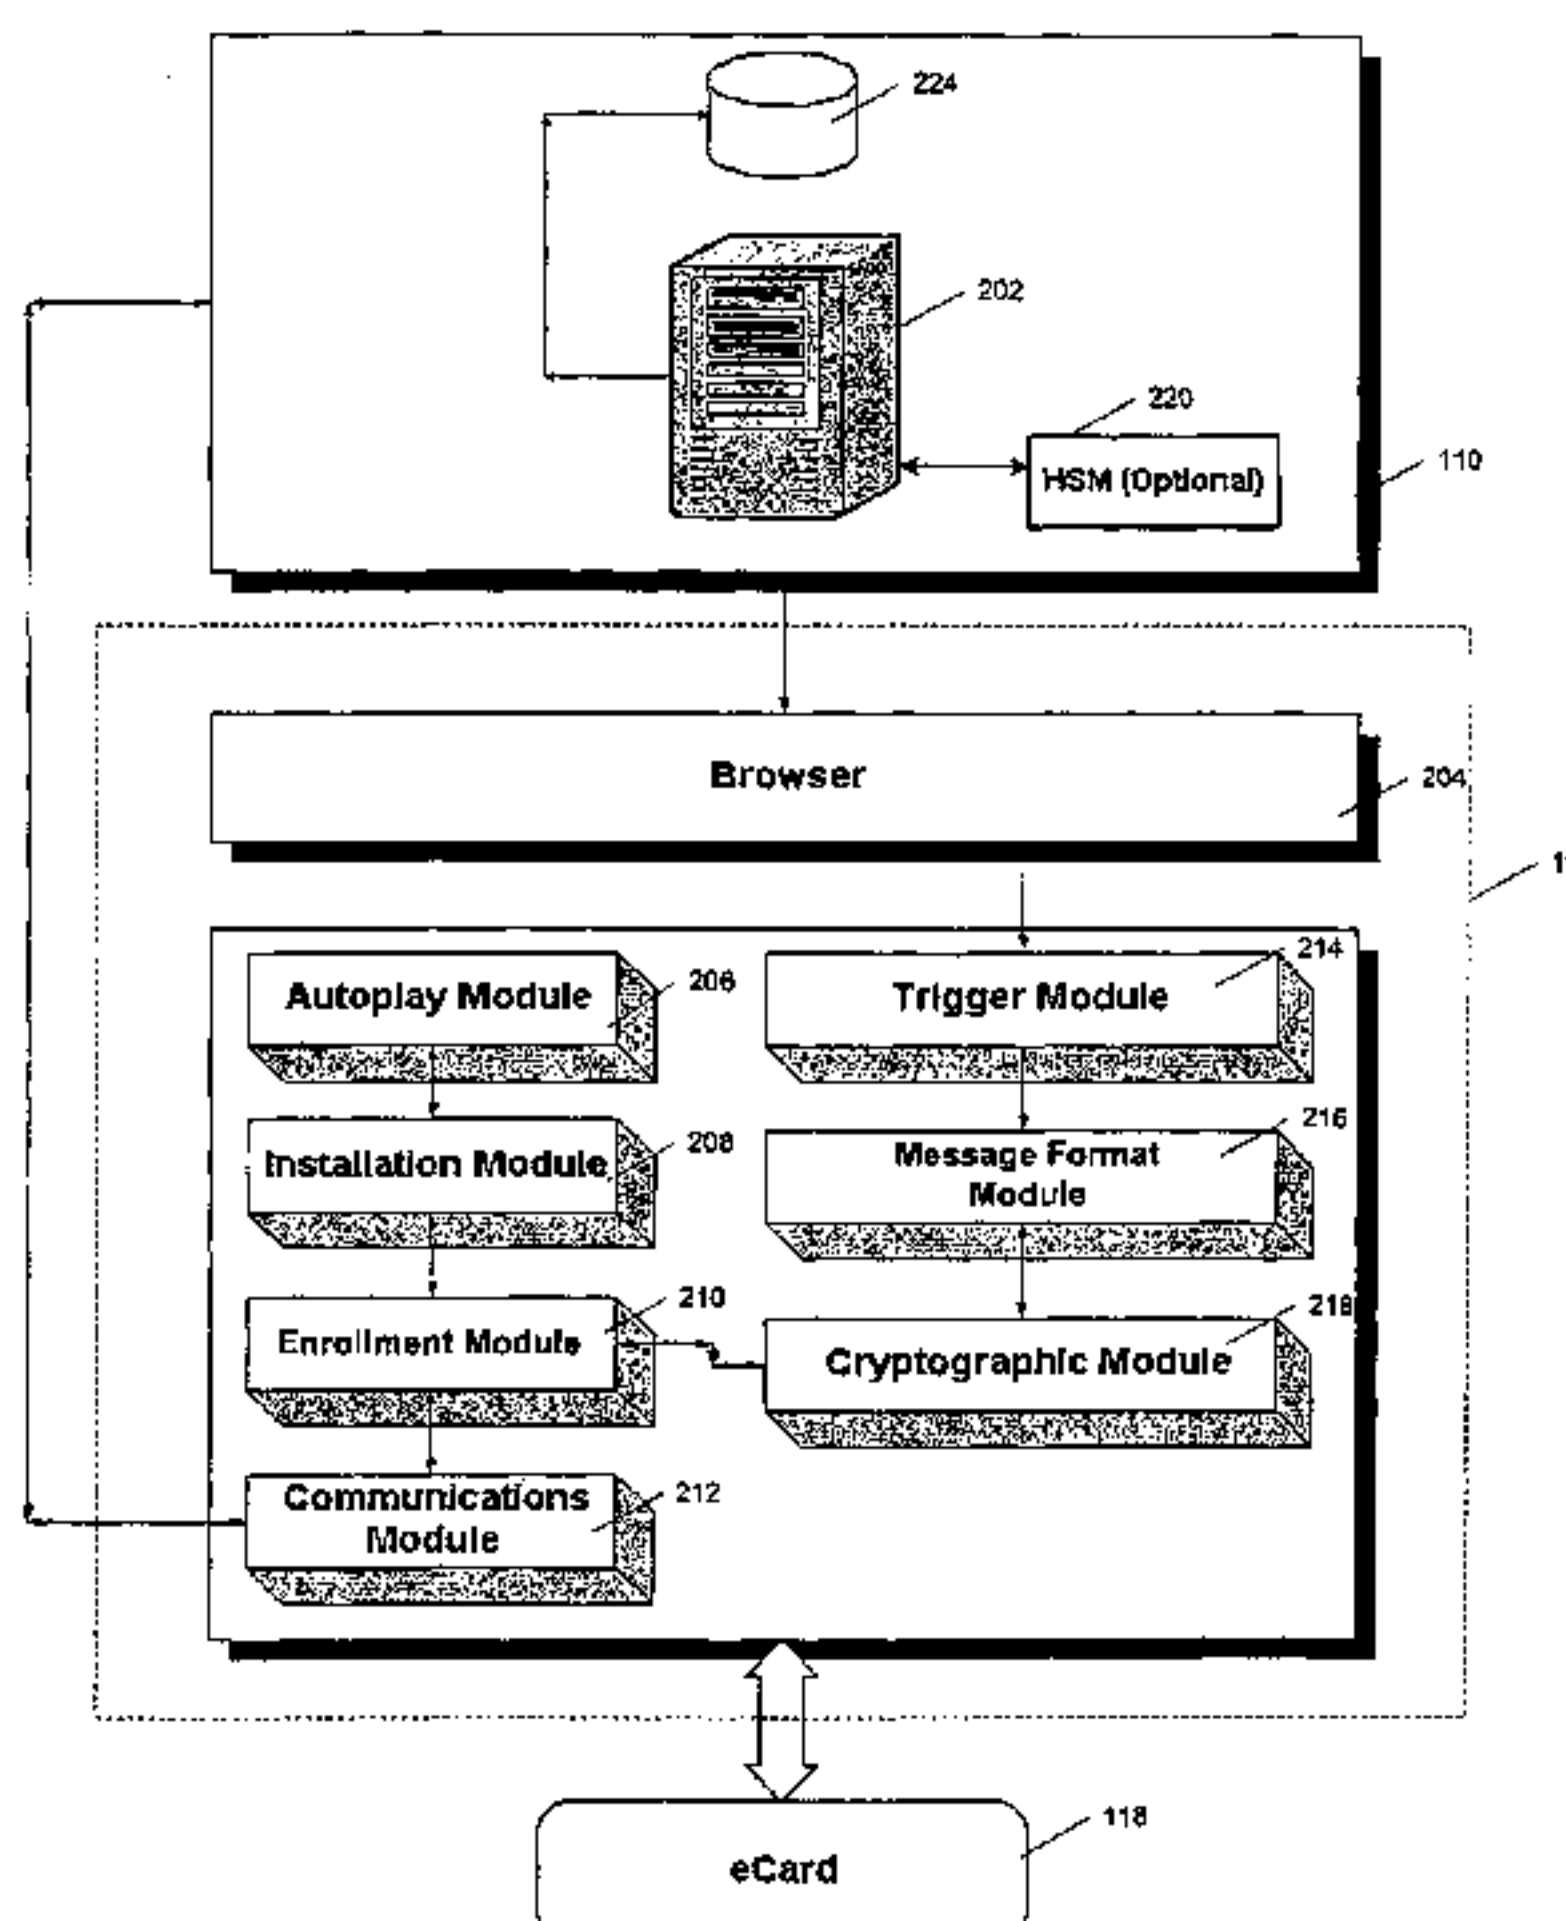 224
202
220
HSM (Optional)
110
Browser
204
Autoplay Module
206
Trigger Module
214
Installation Module
208
Message Format
Module
216
Enrollment Module
210
Cryptographic Module
218
Communications
Module
212
eCard
118